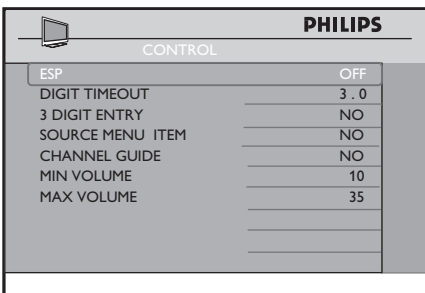 PHILIPS
CONTROL
ESP OFF
DIGIT TIMEOUT 3 . 0
3 DIGIT ENTRY NO
SOURCE MENU ITEM NO
CHANNEL GUIDE NO
MIN VOLUME 10
MAX VOLUME 35